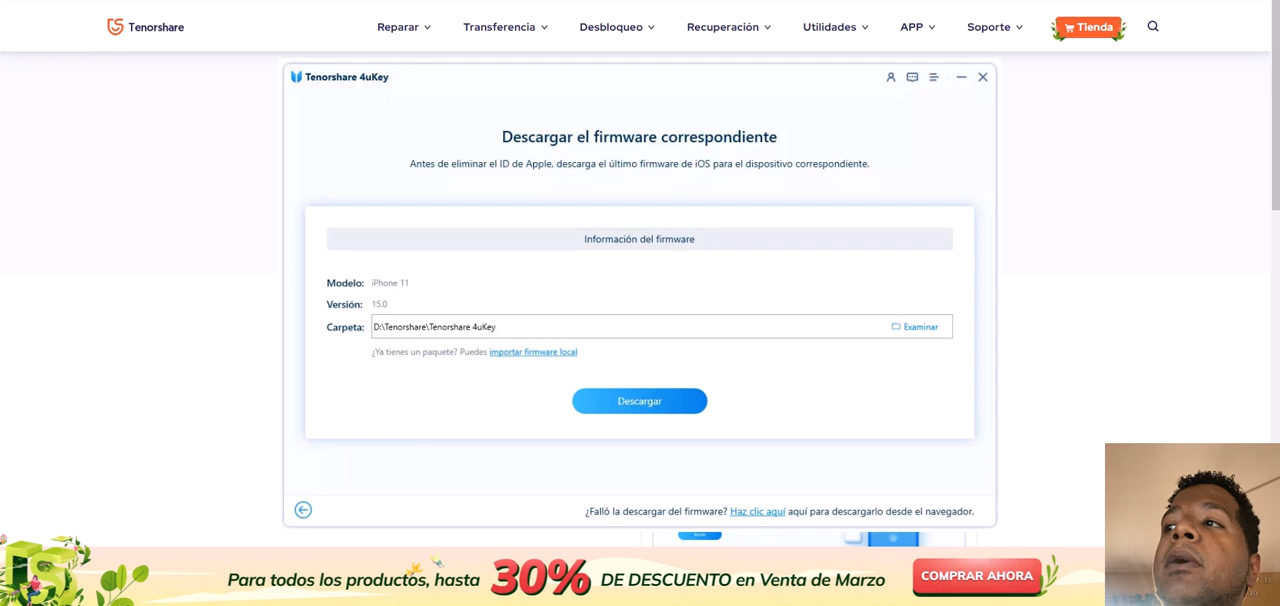 Tenorshare
Reparar Transferencia Desbloqueo Recuperación Utilidades APP Soporte Tienda
Tenorshare 4uKey
Descargar el firmware correspondiente
Antes de eliminar el ID de Apple, descarga el último firmware de iOS para el dispositivo correspondiente.
Información del firmware
Modelo: iPhone 11
Versión: 15.0
Carpeta: D:\Tenorshare\Tenorshare 4uKey Examinar
¿Ya tienes un paquete? Puedes importar firmware local
Descargar
¿Falló la descarga del firmware? Haz clic aquí aquí para descargarlo desde el navegador.
Para todos los productos, hasta 30% DE DESCUENTO en Venta de Marzo COMPRAR AHORA